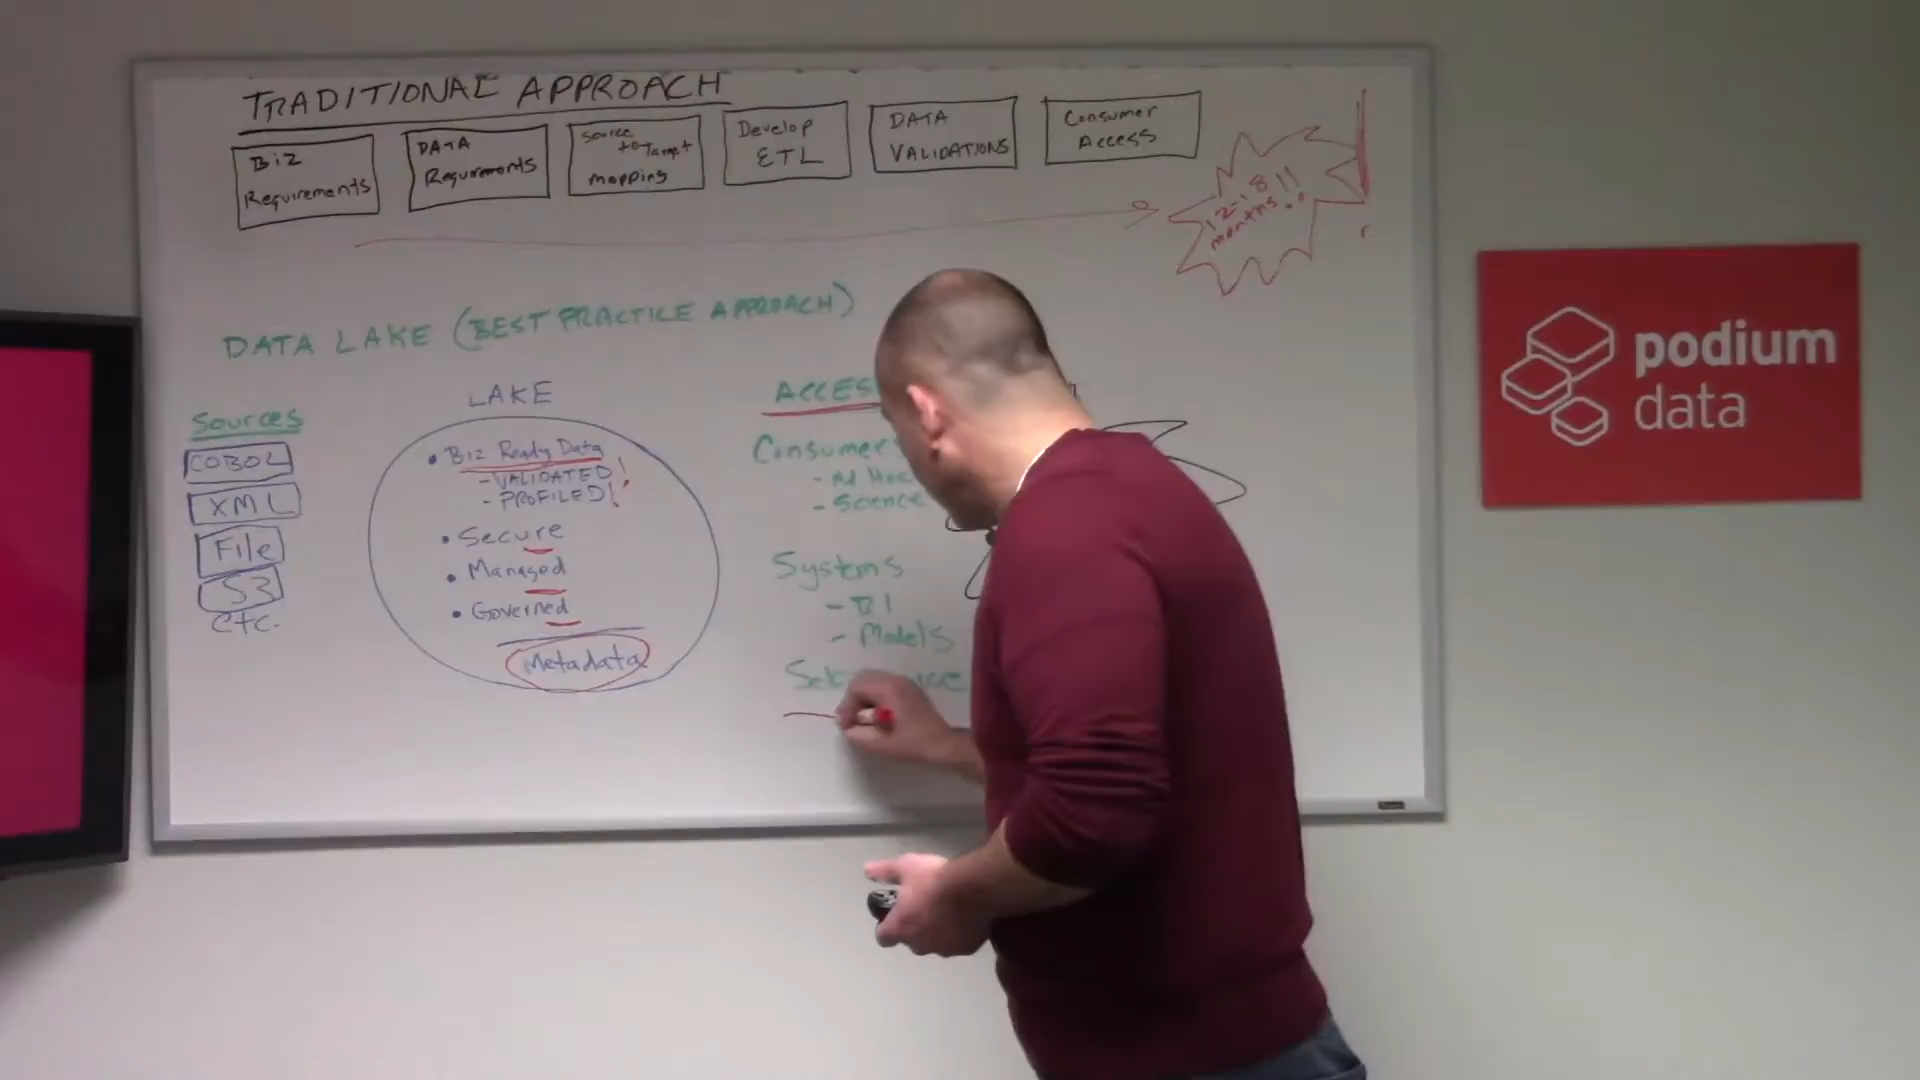 TRADITIONAL APPROACH
Biz
Requirements
DATA
Requirements
Source
to Target
mapping
Develop
ETL
DATA
VALIDATIONS
Consumer
Access
12-18!!
months
DATA LAKE (BEST PRACTICE APPROACH)
Sources
COBOL
XML
File
S3
etc.
LAKE
• Biz Ready Data
- VALIDATED!
- PROFILED!
• Secure
• Managed
• Governed
Metadata
ACCES
Consumer
- Ad Hoc
- Science
Systems
- BI
- Models
podium
data